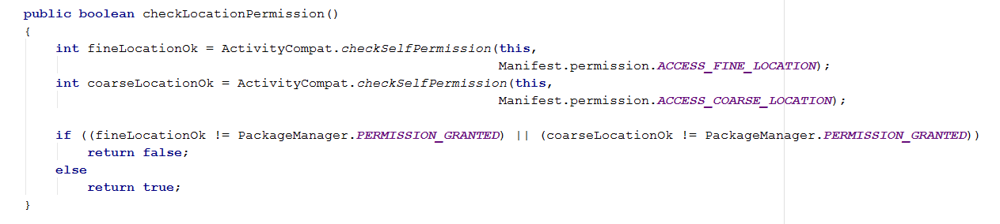 public boolean checkLocationPermission()
{
    int fineLocationOk = ActivityCompat.checkSelfPermission(this,
                                                            Manifest.permission.ACCESS_FINE_LOCATION);
    int coarseLocationOk = ActivityCompat.checkSelfPermission(this,
                                                            Manifest.permission.ACCESS_COARSE_LOCATION);
    if ((fineLocationOk != PackageManager.PERMISSION_GRANTED) || (coarseLocationOk != PackageManager.PERMISSION_GRANTED))
        return false;
    else
        return true;
}